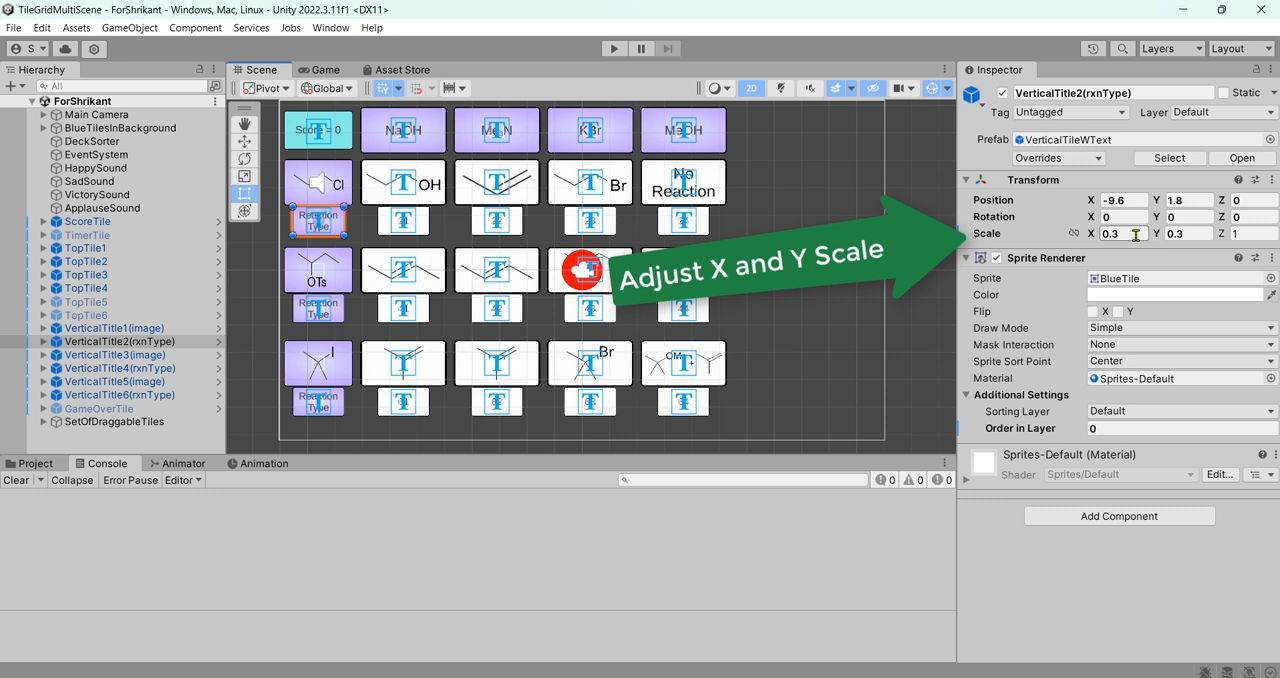 TileGridMultiScene - ForShrikant - Windows, Mac, Linux - Unity 2022.3.11f1 <DX11>
File Edit Assets GameObject Component Services Jobs Window Help
S Layers Layout
Hierarchy
All
ForShrikant
Main Camera
BlueTilesInBackground
DeckSorter
EventSystem
HappySound
SadSound
VictorySound
ApplauseSound
ScoreTile
TimerTile
TopTile1
TopTile2
TopTile3
TopTile4
TopTile5
TopTile6
VerticalTitle1(image)
VerticalTitle2(rxnType)
VerticalTitle3(image)
VerticalTitle4(rxnType)
VerticalTitle5(image)
VerticalTitle6(rxnType)
GameOverTile
SetOfDraggableTiles
Scene Game Asset Store
Pivot Global 2D
Score = 0 NaOH KBr MeOH
Cl OH Br No Reaction
Reaction Type
OTs
Reaction Type
I Br
Reaction Type
Adjust X and Y Scale
Inspector
VerticalTitle2(rxnType) Static
Tag Untagged Layer Default
Prefab VerticalTileWText
Overrides Select Open
Transform
Position X -9.6 Y 1.8 Z 0
Rotation X 0 Y 0 Z 0
Scale X 0.3 Y 0.3 Z 1
Sprite Renderer
Sprite BlueTile
Color
Flip X Y
Draw Mode Simple
Mask Interaction None
Sprite Sort Point Center
Material Sprites-Default
Additional Settings
Sorting Layer Default
Order in Layer 0
Sprites-Default (Material)
Shader Sprites/Default Edit...
Add Component
Project Console Animator Animation
Clear Collapse Error Pause Editor 0 0 0